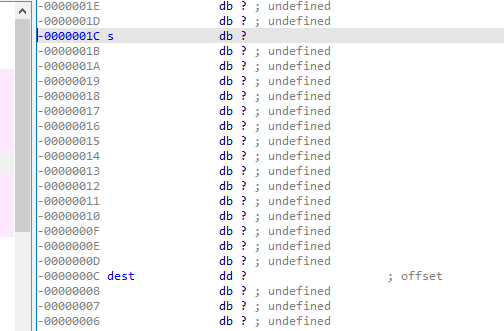 -0000001E db ? ; undefined
-0000001D db ? ; undefined
-0000001C s db ?
-0000001B db ? ; undefined
-0000001A db ? ; undefined
-00000019 db ? ; undefined
-00000018 db ? ; undefined
-00000017 db ? ; undefined
-00000016 db ? ; undefined
-00000015 db ? ; undefined
-00000014 db ? ; undefined
-00000013 db ? ; undefined
-00000012 db ? ; undefined
-00000011 db ? ; undefined
-00000010 db ? ; undefined
-0000000F db ? ; undefined
-0000000E db ? ; undefined
-0000000D db ? ; undefined
-0000000C dest dd ? ; offset
-00000008 db ? ; undefined
-00000007 db ? ; undefined
-00000006 db ? ; undefined